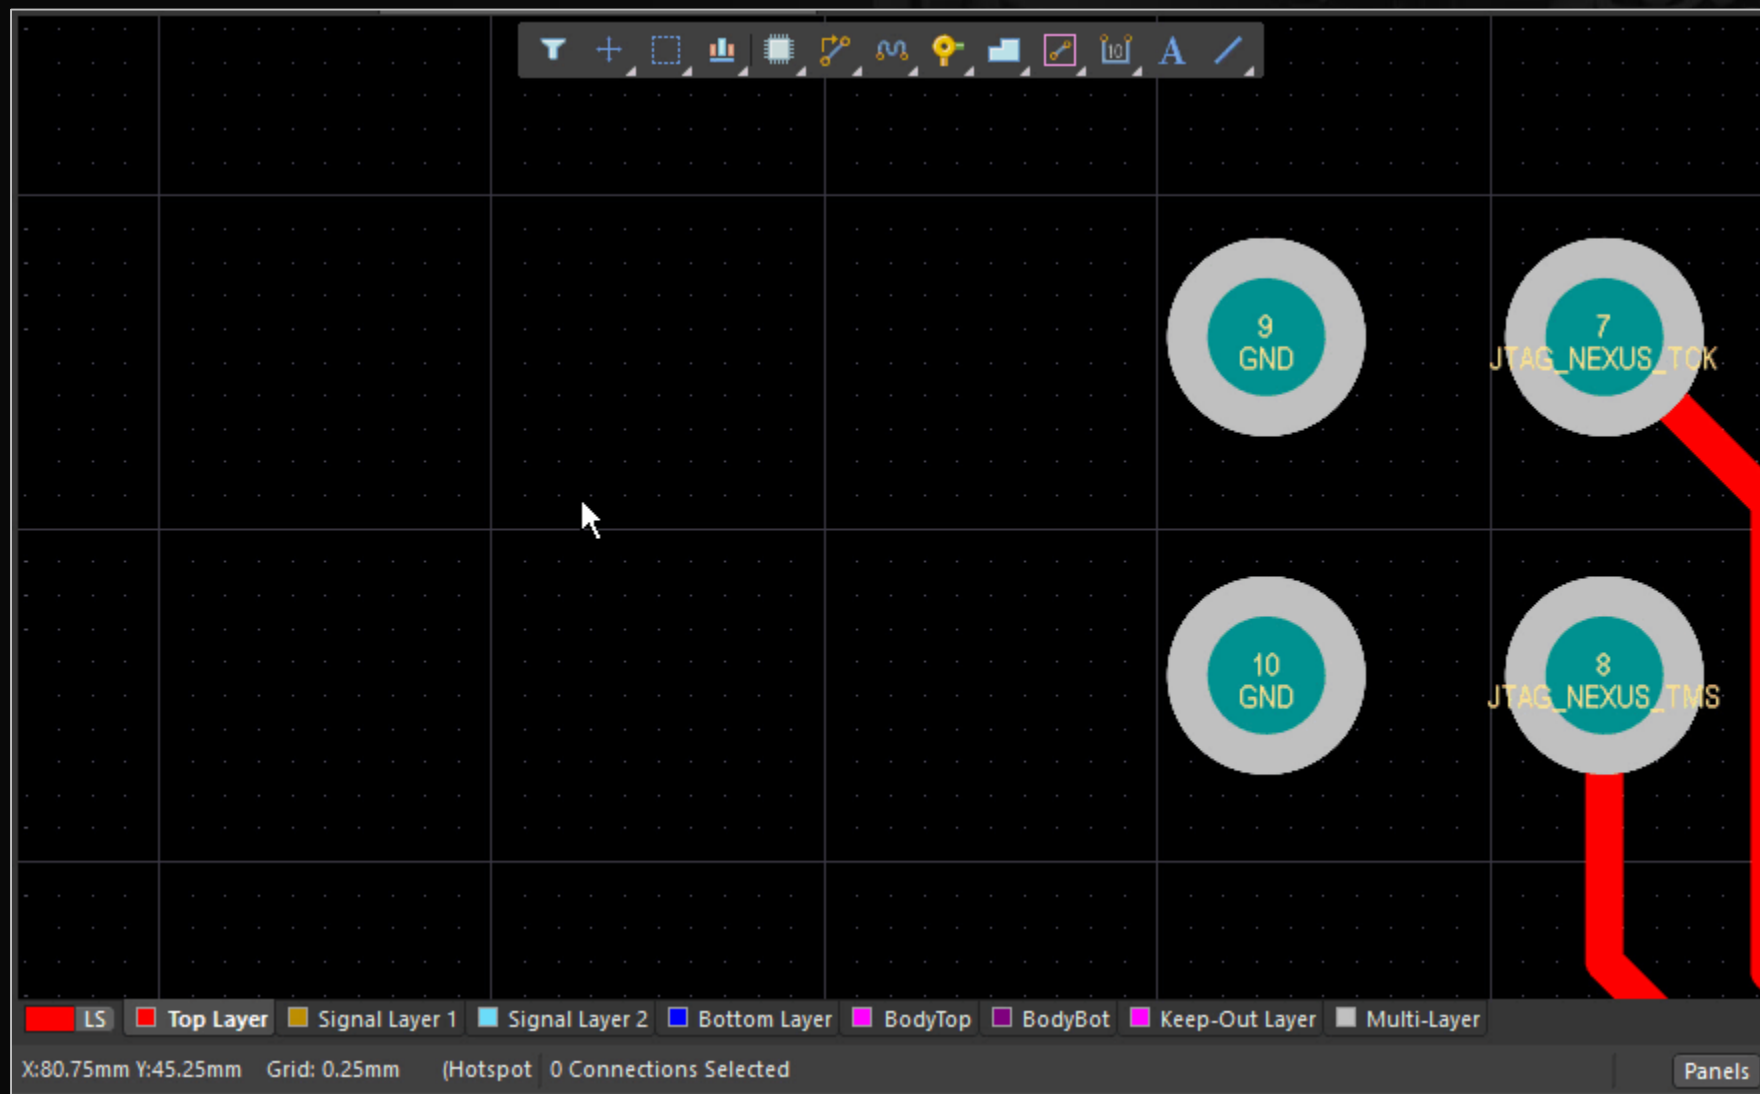 10
A
9
GND
7
JTAG_NEXUS_TCK
10
GND
8
JTAG_NEXUS_TMS
LS
Top Layer
Signal Layer 1
Signal Layer 2
Bottom Layer
BodyTop
BodyBot
Keep-Out Layer
Multi-Layer
X:80.75mm Y:45.25mm Grid: 0.25mm (Hotspot 0 Connections Selected
Panels